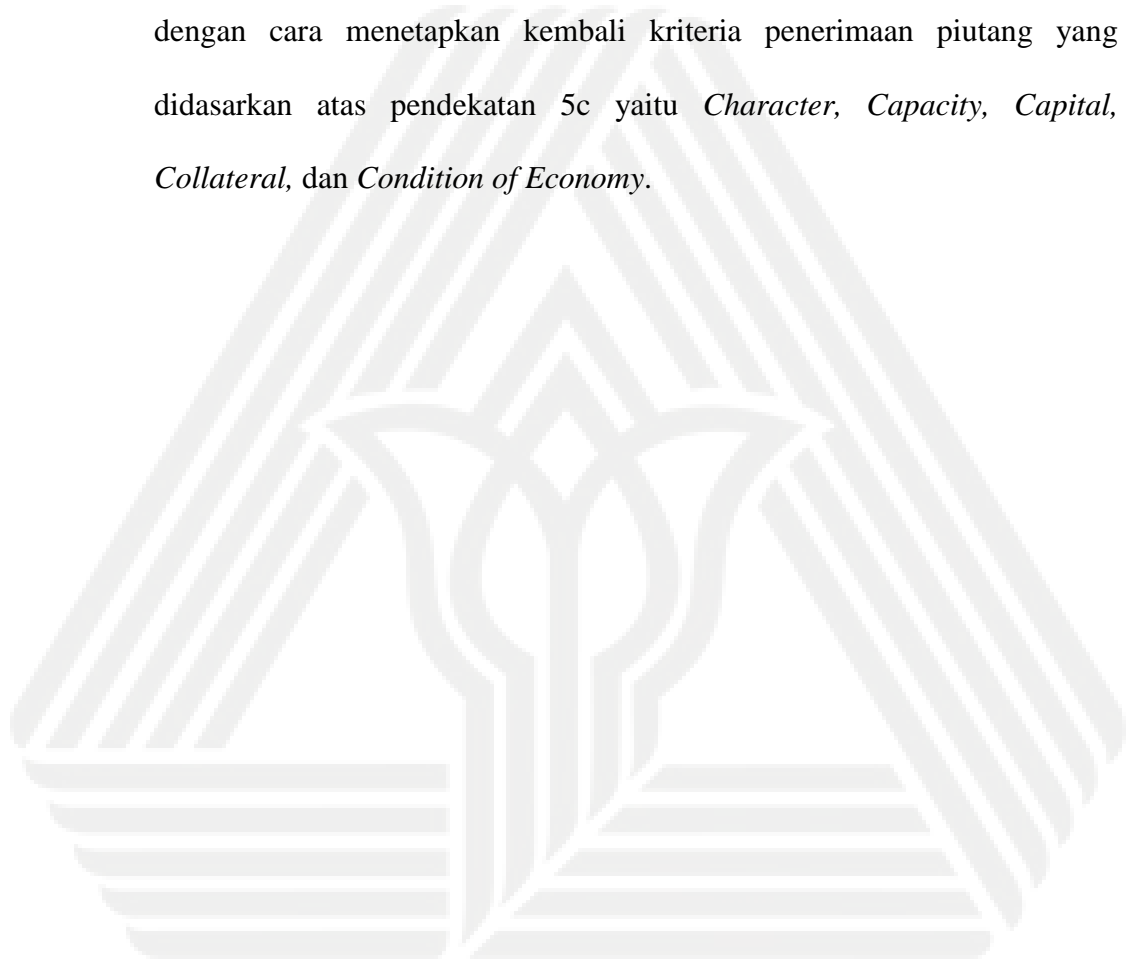 dengan cara menetapkan kembali kriteria penerimaan piutang yang
didasarkan atas pendekatan 5c yaitu Character, Capacity, Capital,
Collateral, dan Condition of Economy.